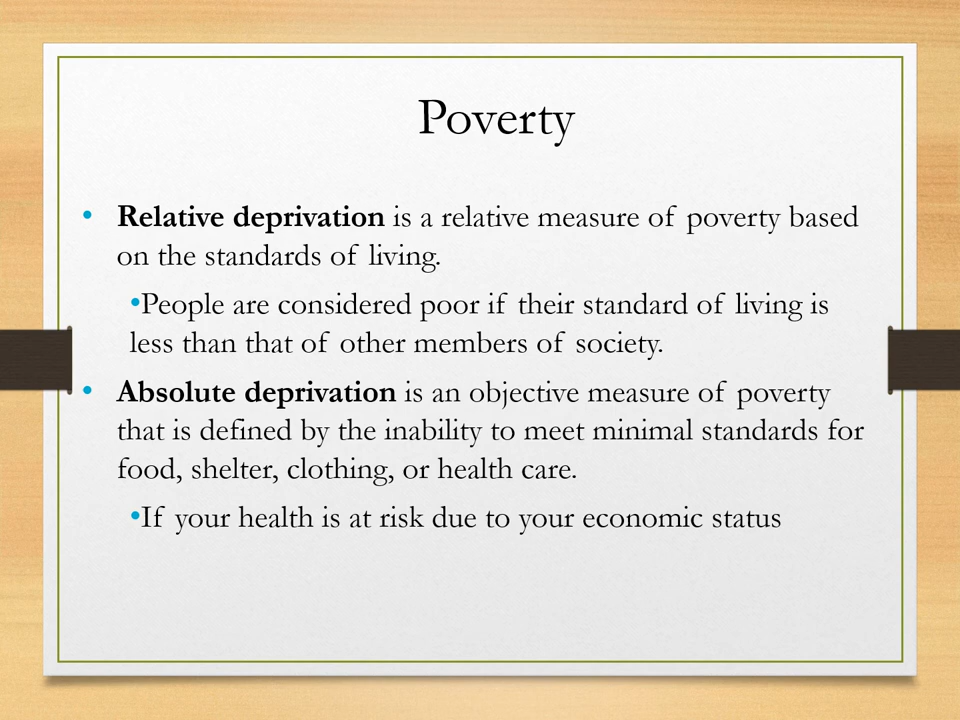 Poverty
• Relative deprivation is a relative measure of poverty based
on the standards of living.
•People are considered poor if their standard of living is
less than that of other members of society.
• Absolute deprivation is an objective measure of poverty
that is defined by the inability to meet minimal standards for
food, shelter, clothing, or health care.
•If your health is at risk due to your economic status